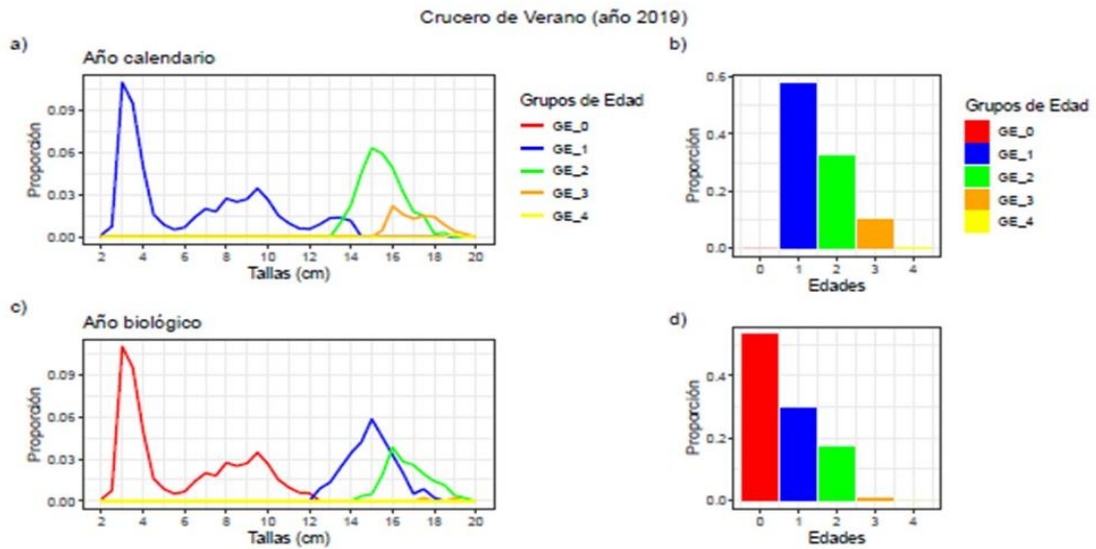 Crucero de Verano (año 2019)
a)
Año calendario
Proporción
0.09
0.06
0.03
0.00
2 4 6 8 10 12 14 16 18 20
Tallas (cm)
Grupos de Edad
GE_0
GE_1
GE_2
GE_3
GE_4
b)
Proporción
0.6
0.4
0.2
0.0
0 1 2 3 4
Edades
Grupos de Edad
GE_0
GE_1
GE_2
GE_3
GE_4
c)
Año biológico
Proporción
0.09
0.06
0.03
0.00
2 4 6 8 10 12 14 16 18 20
Tallas (cm)
d)
Proporción
0.4
0.2
0.0
0 1 2 3 4
Edades